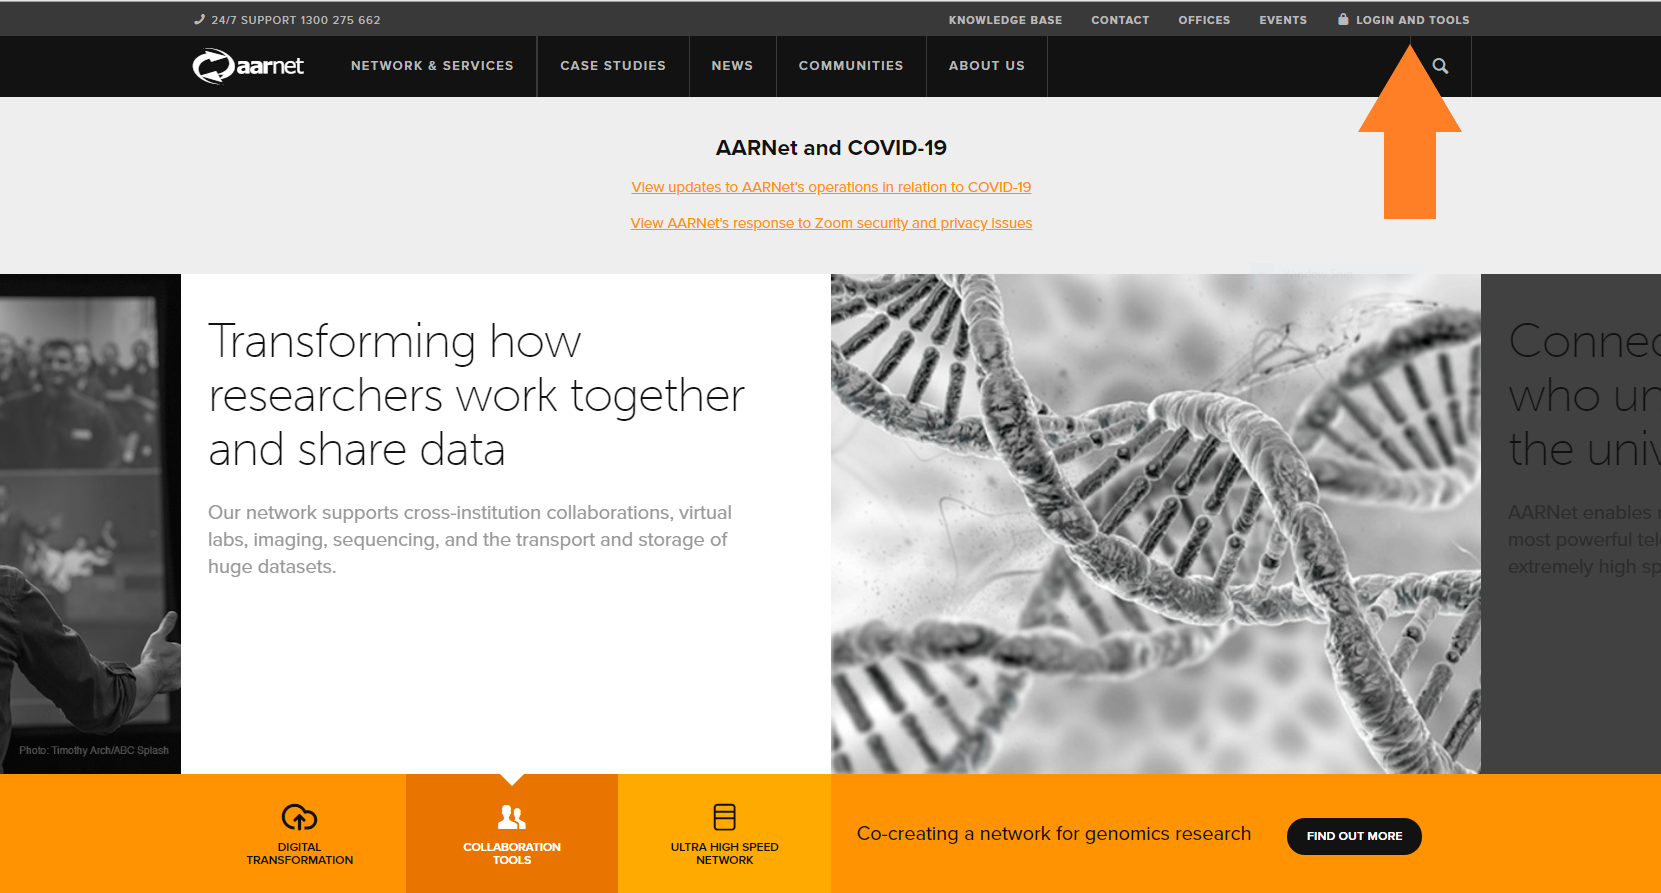 24/7 SUPPORT 1300 275 662
KNOWLEDGE BASE
CONTACT
OFFICES
EVENTS
LOGIN AND TOOLS
aarnet
NETWORK & SERVICES
CASE STUDIES
NEWS
COMMUNITIES
ABOUT US
AARNet and COVID-19
View updates to AARNet's operations in relation to COVID-19
View AARNet's response to Zoom security and privacy issues
Photo: Timothy Arch/ABC Splash
Transforming how
researchers work together
and share data
Our network supports cross-institution collaborations, virtual
labs, imaging, sequencing, and the transport and storage of
huge datasets.
who
the
AARNet enables
most powerful
extremely high
DIGITAL
TRANSFORMATION
COLLABORATION
TOOLS
ULTRA HIGH SPEED
NETWORK
Co-creating a network for genomics research
FIND OUT MORE